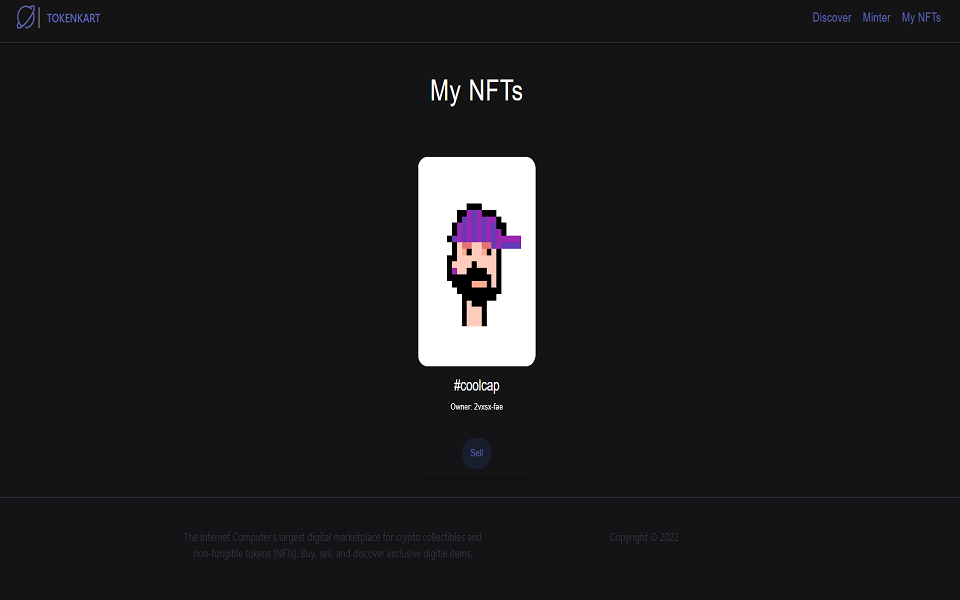 TOKENKART
Discover Minter My NFTs
My NFTs
#coolcap
Owner: 2vxsx-fae
Sell
The Internet Computer's largest digital marketplace for crypto collectibles and
non-fungible tokens (NFTs). Buy, sell, and discover exclusive digital items.
Copyright © 2022